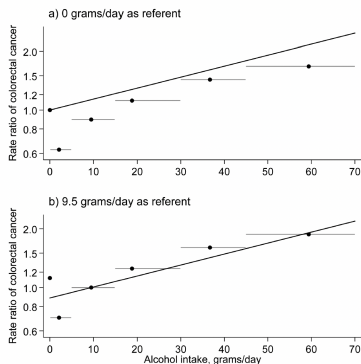 a) 0 grams/day as referent
Rate ratio of colorectal cancer
2.0
1.5
1.2
1.0
0.8
0.6
0 10 20 30 40 50 60 70
b) 9.5 grams/day as referent
Rate ratio of colorectal cancer
2.0
1.5
1.2
1.0
0.8
0.6
0 10 20 30 40 50 60 70
Alcohol intake, grams/day